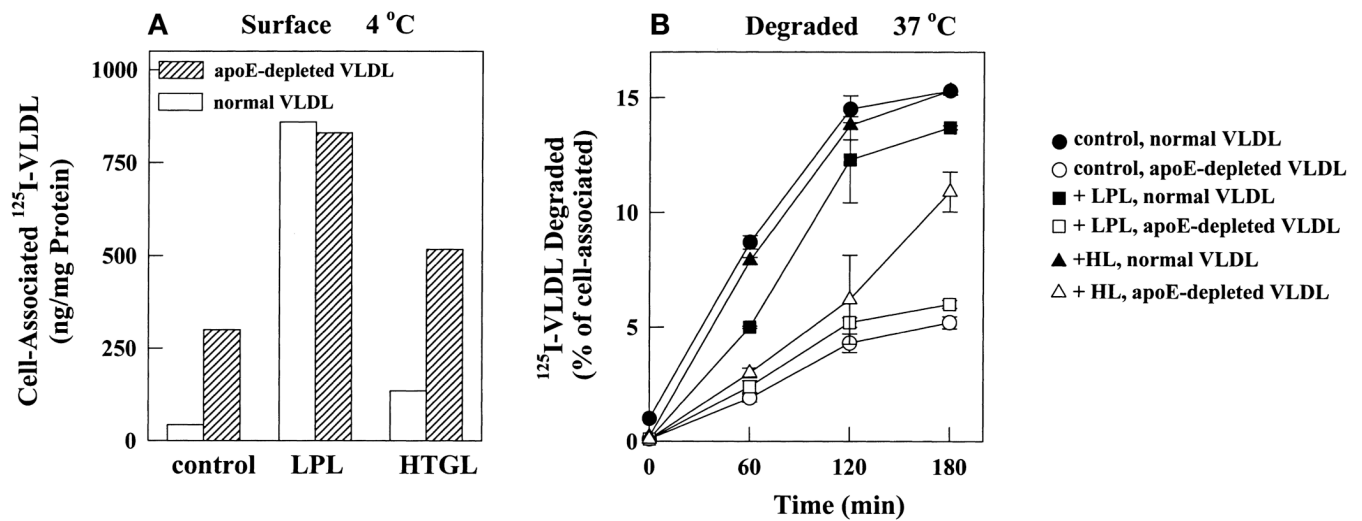 A Surface 4 °C
Cell-Associated ¹²⁵I-VLDL
(ng/mg Protein)
1000
750
500
250
0
apoE-depleted VLDL
normal VLDL
control LPL HTGL
B Degraded 37 °C
¹²⁵I-VLDL Degraded
(% of cell-associated)
15
10
5
0
0 60 120 180
Time (min)
control, normal VLDL
control, apoE-depleted VLDL
+ LPL, normal VLDL
+ LPL, apoE-depleted VLDL
+HL, normal VLDL
+ HL, apoE-depleted VLDL